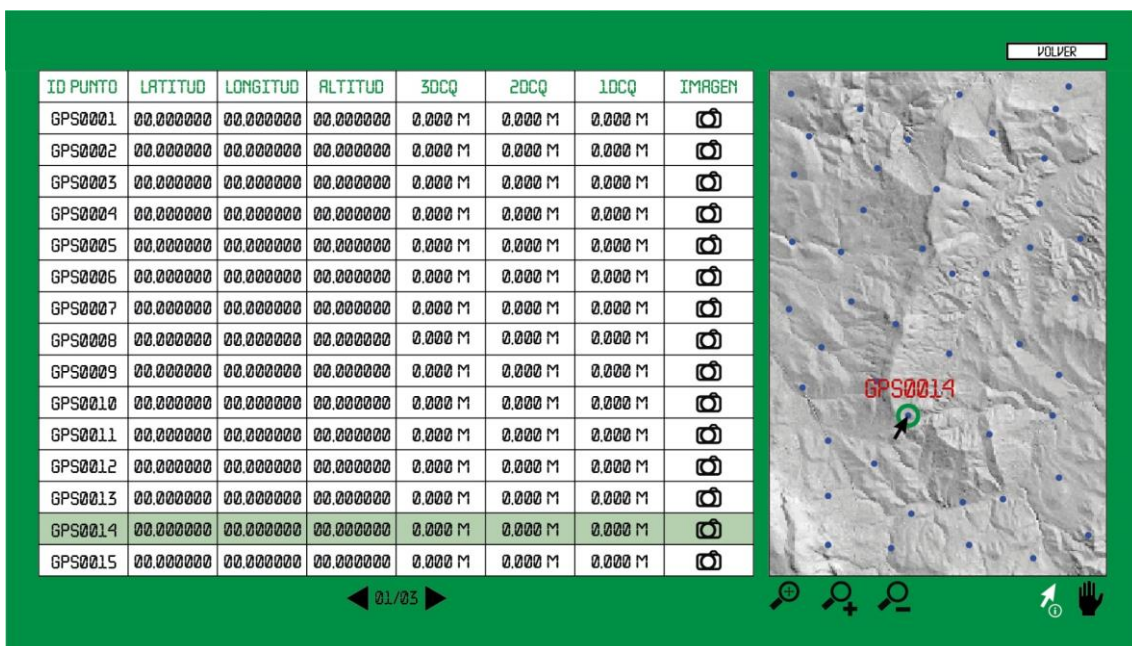 VOLVER
ID PUNTO LATITUD LONGITUD ALTITUD 3DCQ 2DCQ 1DCQ IMAGEN
GPS0001 00.000000 00.000000 00.000000 0.000 M 0.000 M 0.000 M
GPS0002 00.000000 00.000000 00.000000 0.000 M 0.000 M 0.000 M
GPS0003 00.000000 00.000000 00.000000 0.000 M 0.000 M 0.000 M
GPS0004 00.000000 00.000000 00.000000 0.000 M 0.000 M 0.000 M
GPS0005 00.000000 00.000000 00.000000 0.000 M 0.000 M 0.000 M
GPS0006 00.000000 00.000000 00.000000 0.000 M 0.000 M 0.000 M
GPS0007 00.000000 00.000000 00.000000 0.000 M 0.000 M 0.000 M
GPS0008 00.000000 00.000000 00.000000 0.000 M 0.000 M 0.000 M
GPS0009 00.000000 00.000000 00.000000 0.000 M 0.000 M 0.000 M
GPS0010 00.000000 00.000000 00.000000 0.000 M 0.000 M 0.000 M
GPS0011 00.000000 00.000000 00.000000 0.000 M 0.000 M 0.000 M
GPS0012 00.000000 00.000000 00.000000 0.000 M 0.000 M 0.000 M
GPS0013 00.000000 00.000000 00.000000 0.000 M 0.000 M 0.000 M
GPS0014 00.000000 00.000000 00.000000 0.000 M 0.000 M 0.000 M
GPS0015 00.000000 00.000000 00.000000 0.000 M 0.000 M 0.000 M
01/03
GPS0014